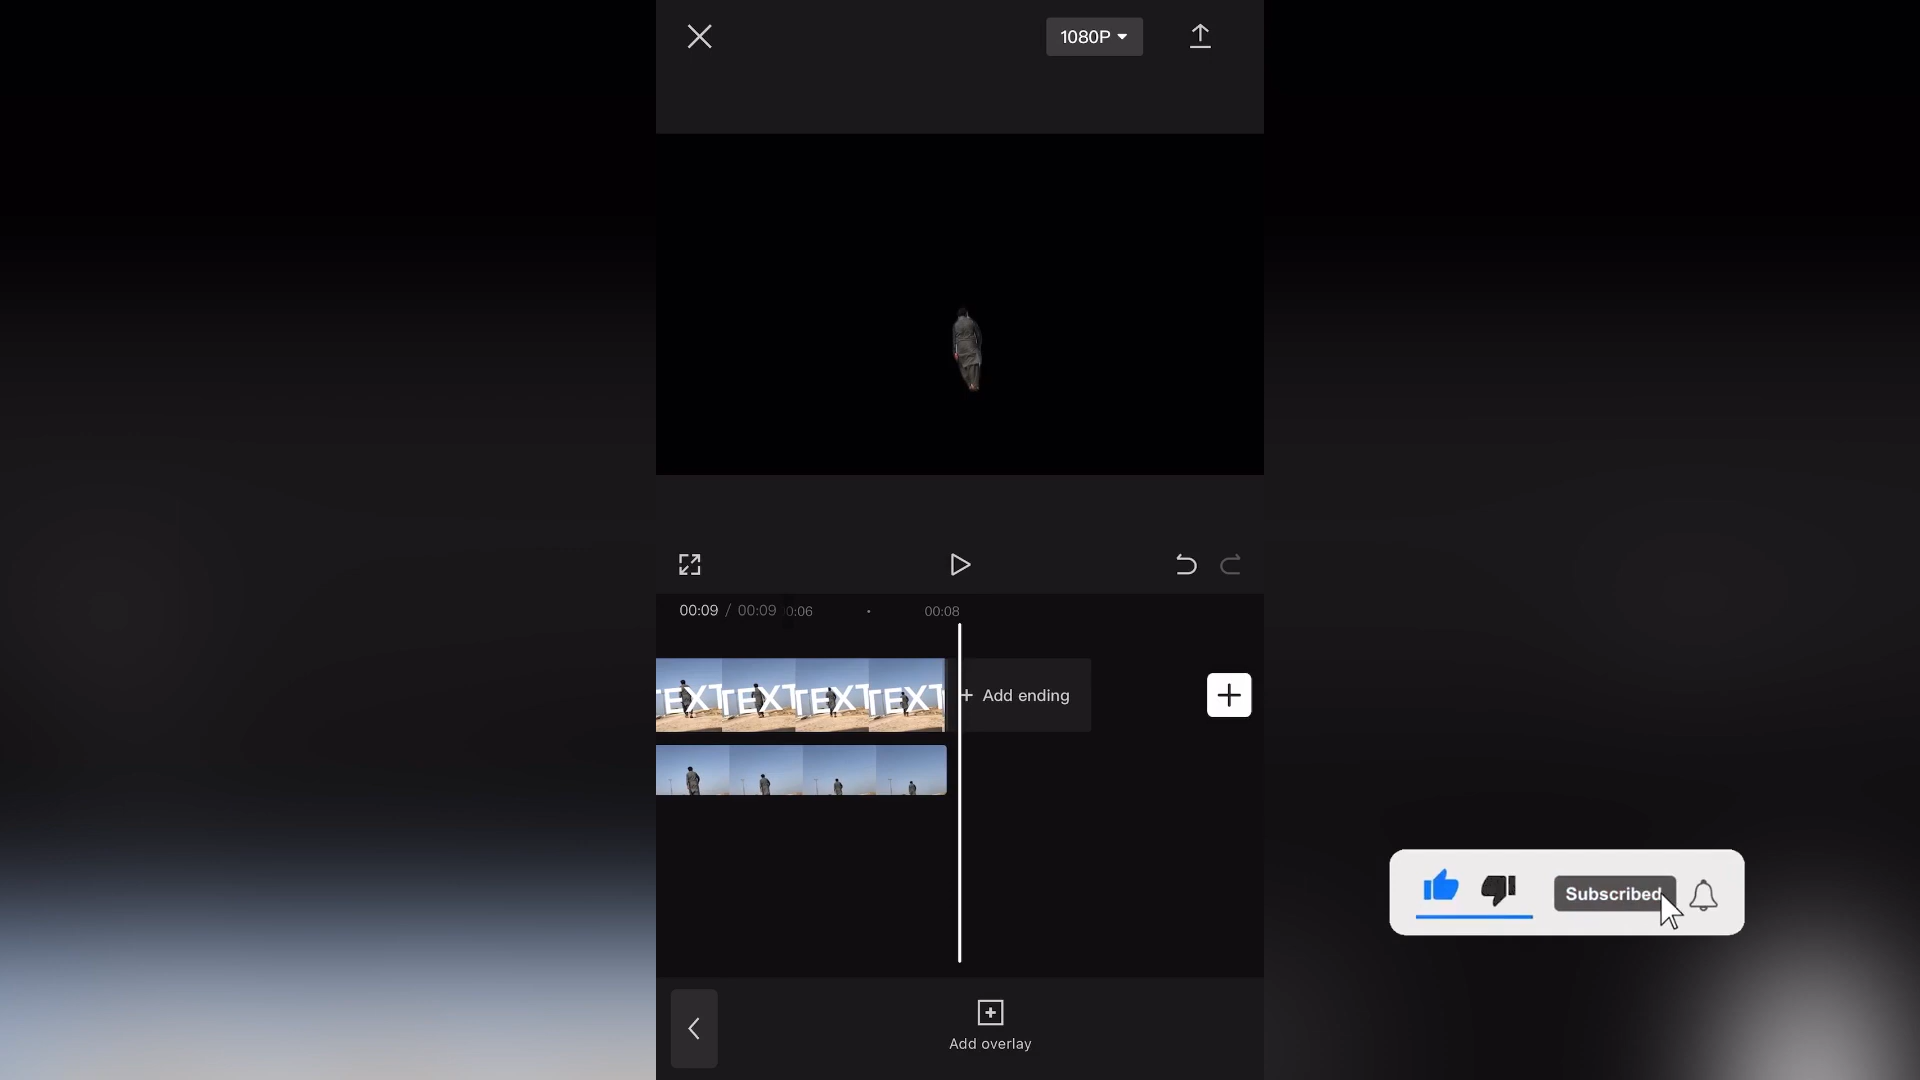 1080P
00:09 / 00:09 0:06 00:08
TEXT TEXT TEXT TEXT
+ Add ending
Subscribed
Add overlay